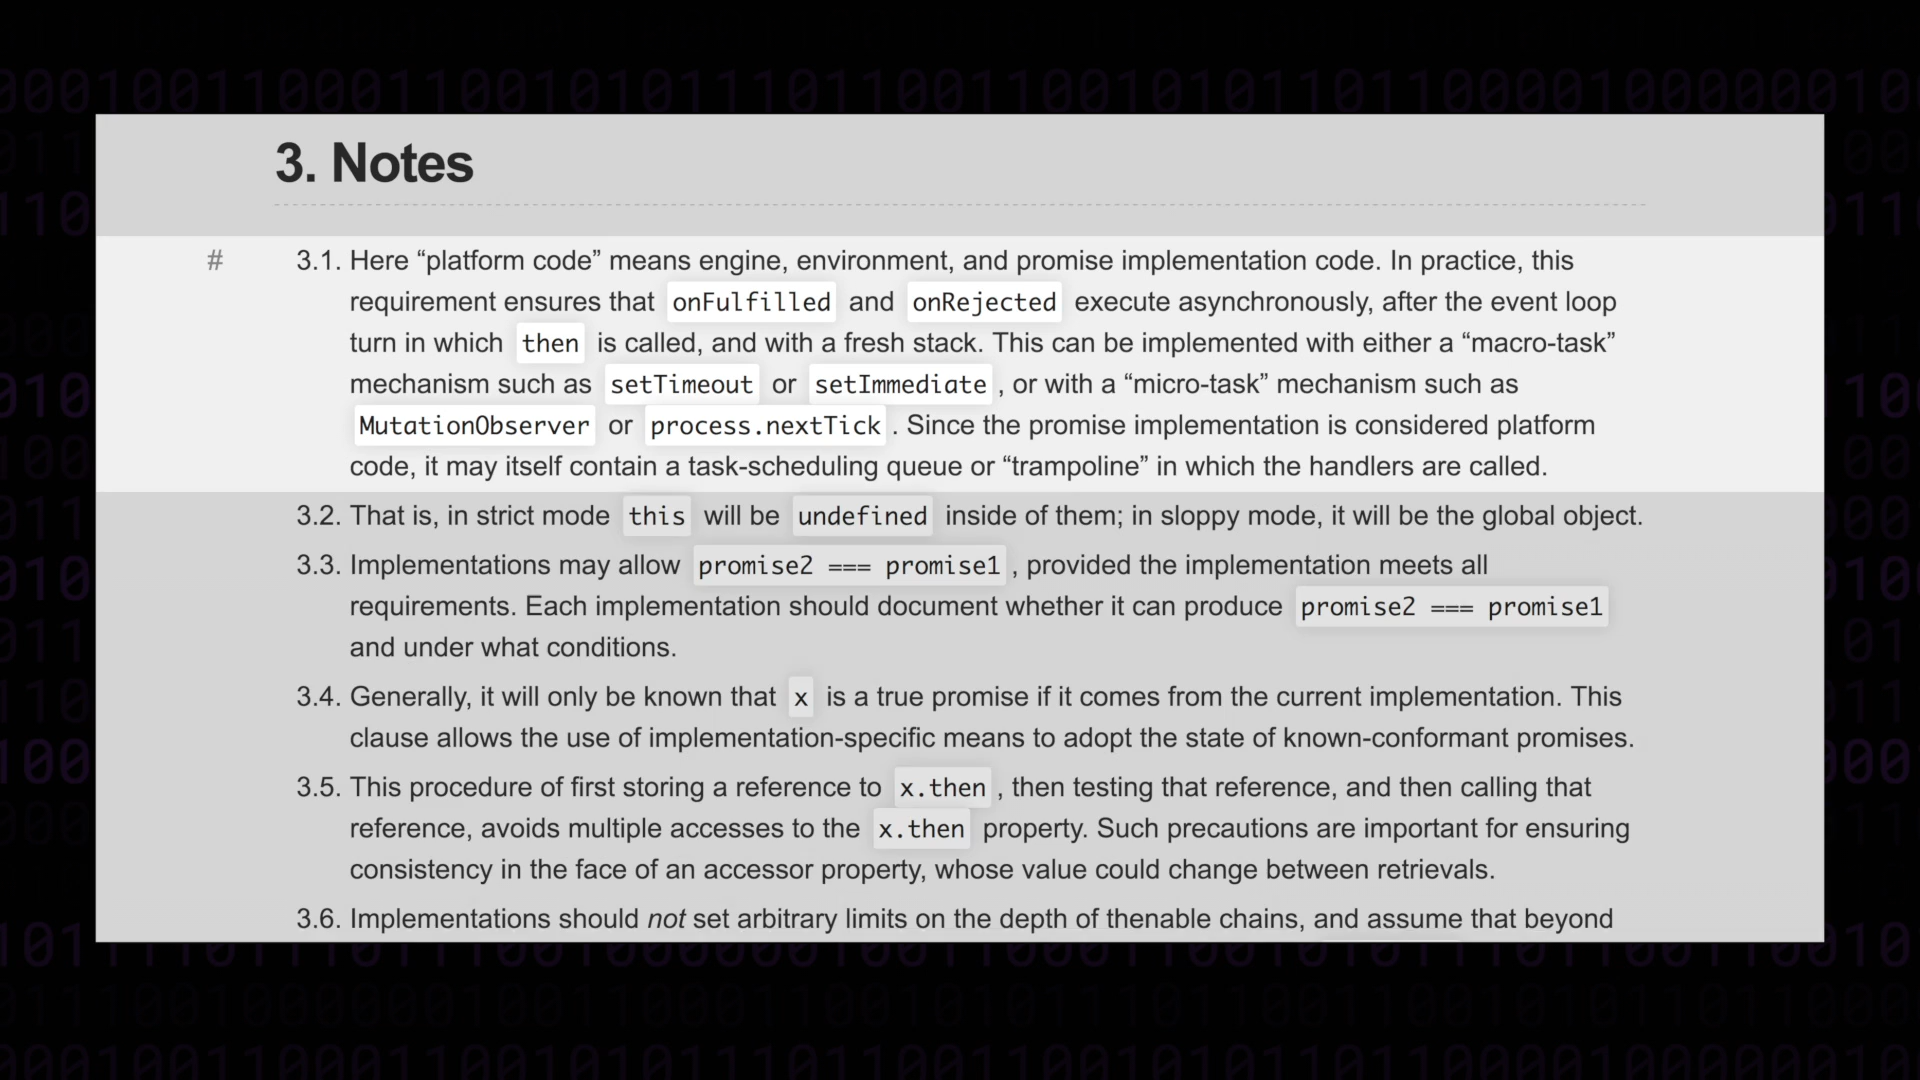 3. Notes
# 3.1. Here “platform code” means engine, environment, and promise implementation code. In practice, this
requirement ensures that onFulfilled and onRejected execute asynchronously, after the event loop
turn in which then is called, and with a fresh stack. This can be implemented with either a “macro-task”
mechanism such as setTimeout or setImmediate , or with a “micro-task” mechanism such as
MutationObserver or process.nextTick . Since the promise implementation is considered platform
code, it may itself contain a task-scheduling queue or “trampoline” in which the handlers are called.
3.2. That is, in strict mode this will be undefined inside of them; in sloppy mode, it will be the global object.
3.3. Implementations may allow promise2 === promise1 , provided the implementation meets all
requirements. Each implementation should document whether it can produce promise2 === promise1
and under what conditions.
3.4. Generally, it will only be known that x is a true promise if it comes from the current implementation. This
clause allows the use of implementation-specific means to adopt the state of known-conformant promises.
3.5. This procedure of first storing a reference to x.then , then testing that reference, and then calling that
reference, avoids multiple accesses to the x.then property. Such precautions are important for ensuring
consistency in the face of an accessor property, whose value could change between retrievals.
3.6. Implementations should not set arbitrary limits on the depth of thenable chains, and assume that beyond